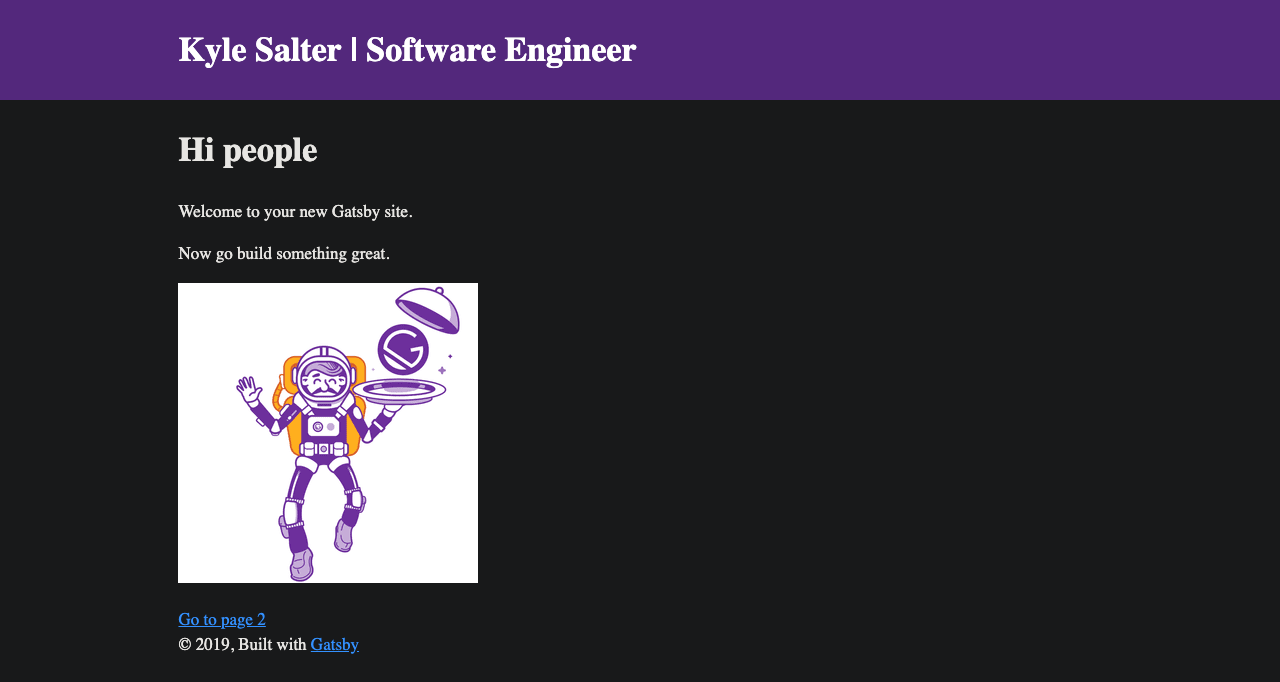 Kyle Salter | Software Engineer
Hi people
Welcome to your new Gatsby site.
Now go build something great.
Go to page 2
© 2019, Built with Gatsby